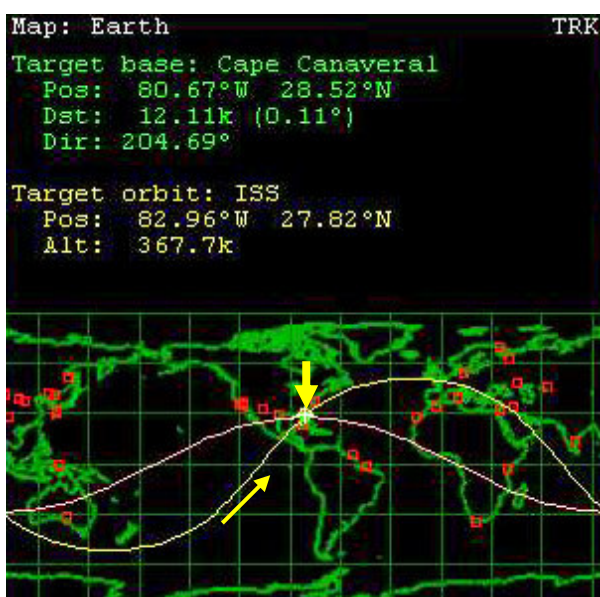 Map: Earth TRK
Target base: Cape Canaveral
Pos: 80.67°W 28.52°N
Dst: 12.11k (0.11°)
Dir: 204.69°
Target orbit: ISS
Pos: 82.96°W 27.82°N
Alt: 367.7k